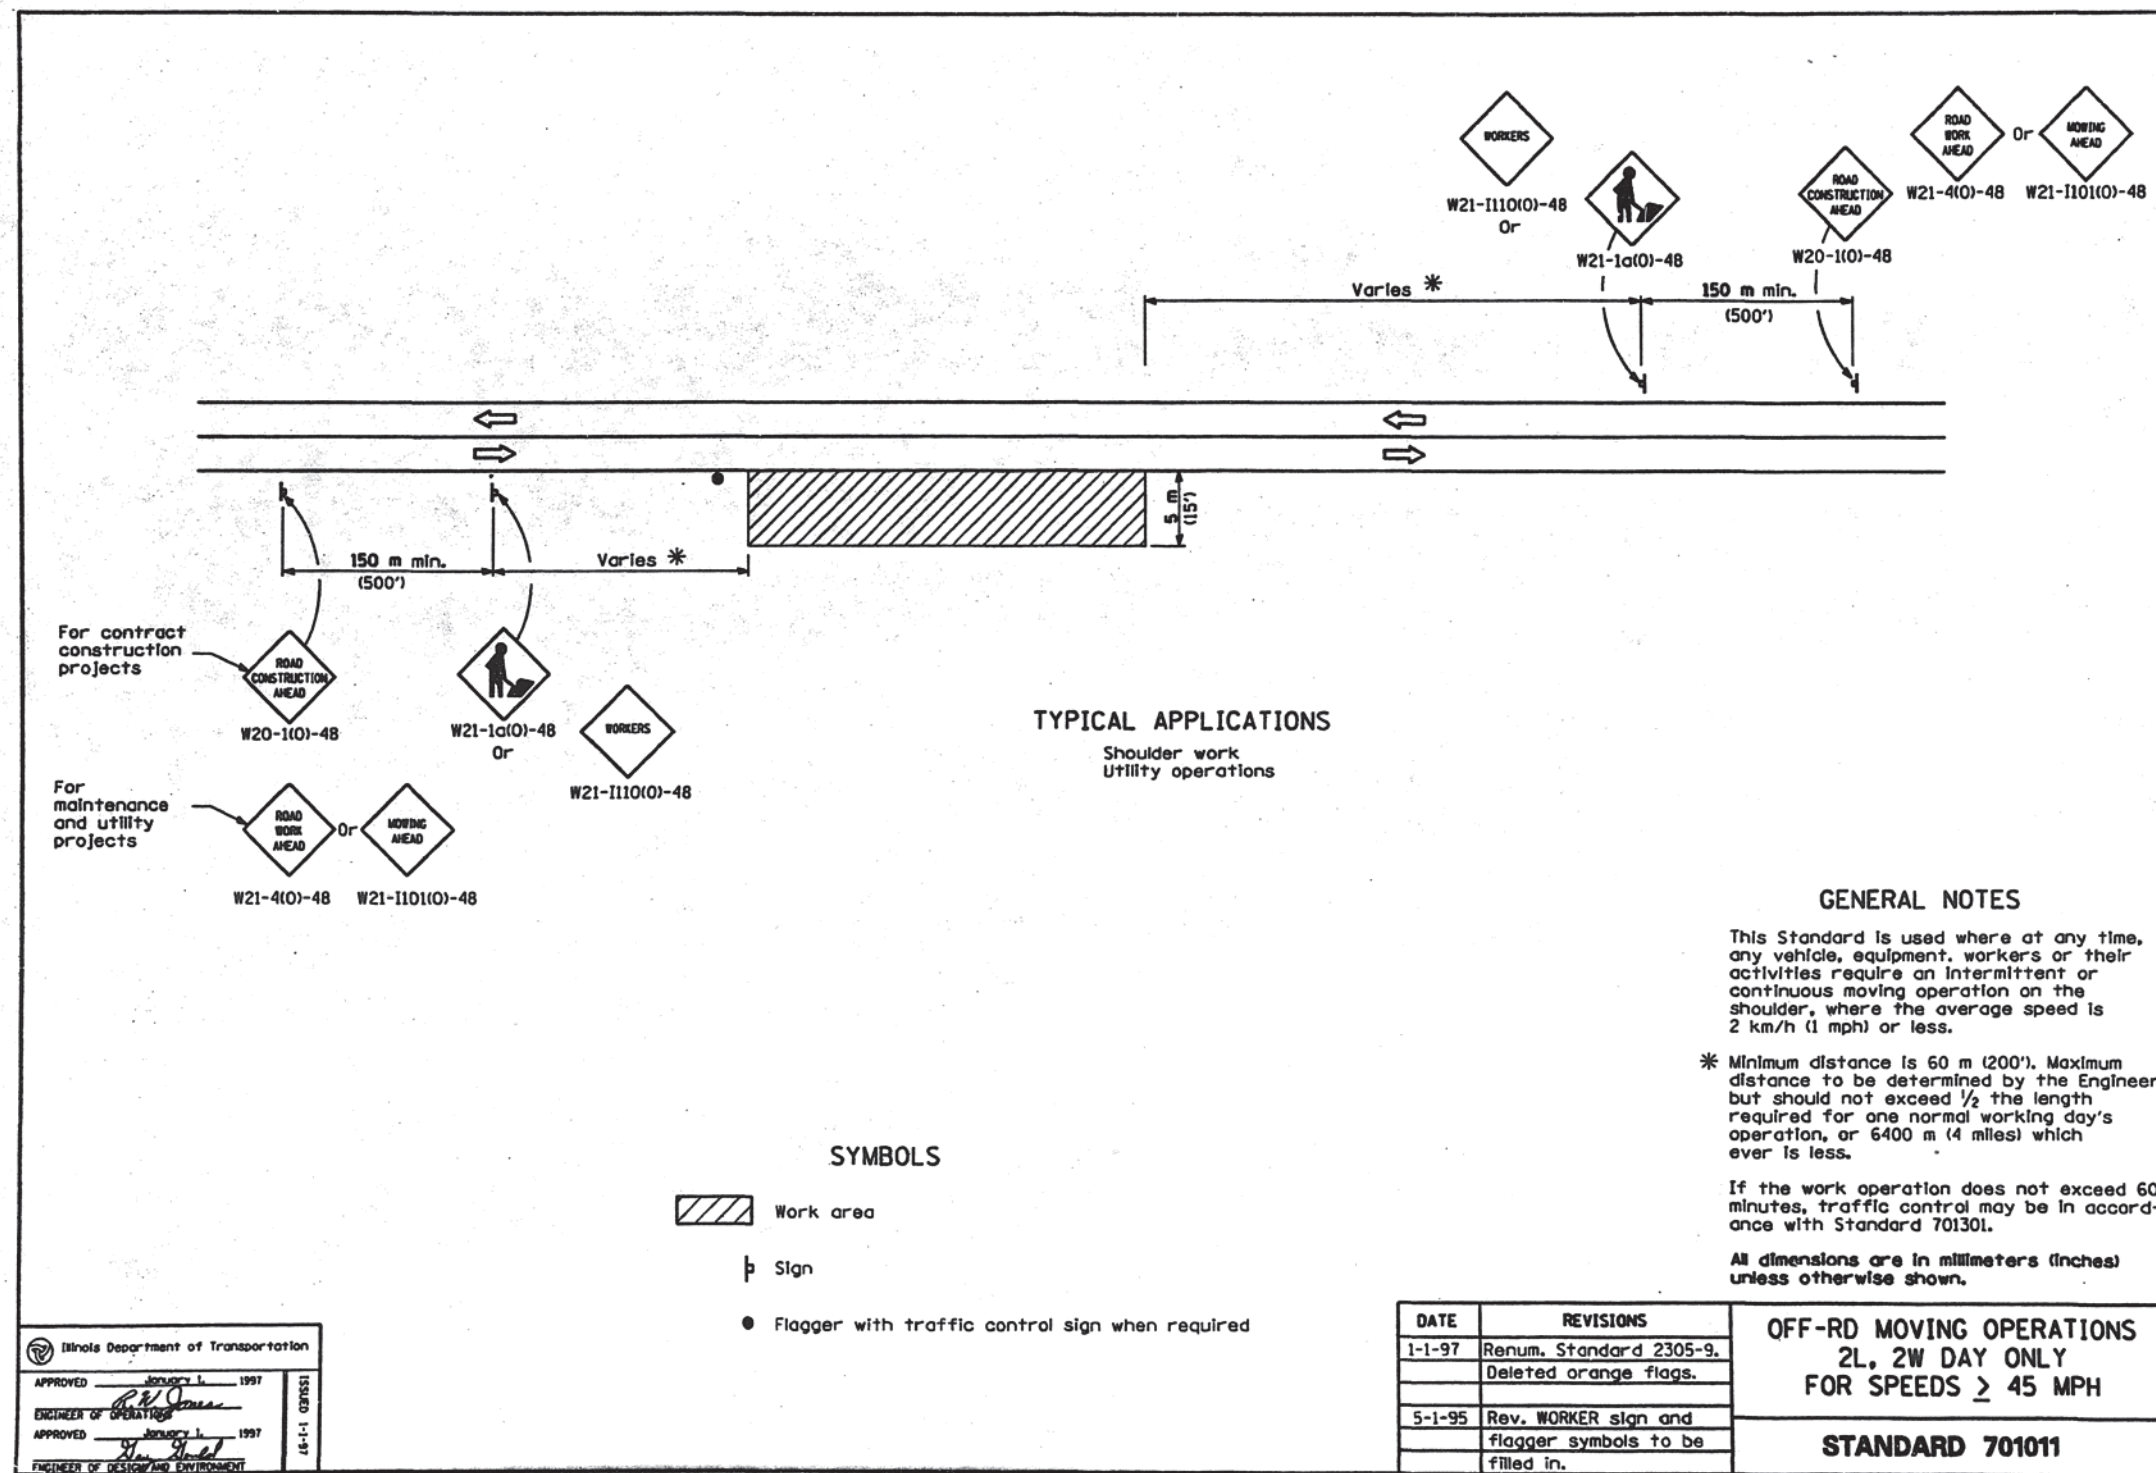 WORKERS
W21-I110(O)-48
Or
W21-1a(O)-48
ROAD
CONSTRUCTION
AHEAD
W20-1(O)-48
ROAD
WORK
AHEAD
W21-4(O)-48
Or
MOWING
AHEAD
W21-I101(O)-48
Varies *
150 m min.
(500')
5 m
(15')
150 m min.
(500')
Varies *
For contract
construction
projects
ROAD
CONSTRUCTION
AHEAD
W20-1(O)-48
W21-1a(O)-48
Or
WORKERS
W21-I110(O)-48
For
maintenance
and utility
projects
ROAD
WORK
AHEAD
Or
MOWING
AHEAD
W21-4(O)-48
W21-I101(O)-48
TYPICAL APPLICATIONS
Shoulder work
Utility operations
GENERAL NOTES
This Standard is used where at any time,
any vehicle, equipment. workers or their
activities require an intermittent or
continuous moving operation on the
shoulder, where the average speed is
2 km/h (1 mph) or less.
* Minimum distance is 60 m (200'). Maximum
distance to be determined by the Engineer
but should not exceed ½ the length
required for one normal working day's
operation, or 6400 m (4 miles) which
ever is less.
If the work operation does not exceed 60
minutes, traffic control may be in accord-
ance with Standard 701301.
All dimensions are in millimeters (inches)
unless otherwise shown.
SYMBOLS
Work area
Sign
Flagger with traffic control sign when required
Illinois Department of Transportation
APPROVED January 1, 1997
R.W. Jones
ENGINEER OF OPERATIONS
APPROVED January 1, 1997
ENGINEER OF DESIGN AND ENVIRONMENT
ISSUED 1-1-97
DATE REVISIONS
1-1-97 Renum. Standard 2305-9.
Deleted orange flags.
5-1-95 Rev. WORKER sign and
flagger symbols to be
filled in.
OFF-RD MOVING OPERATIONS
2L, 2W DAY ONLY
FOR SPEEDS ≥ 45 MPH
STANDARD 701011